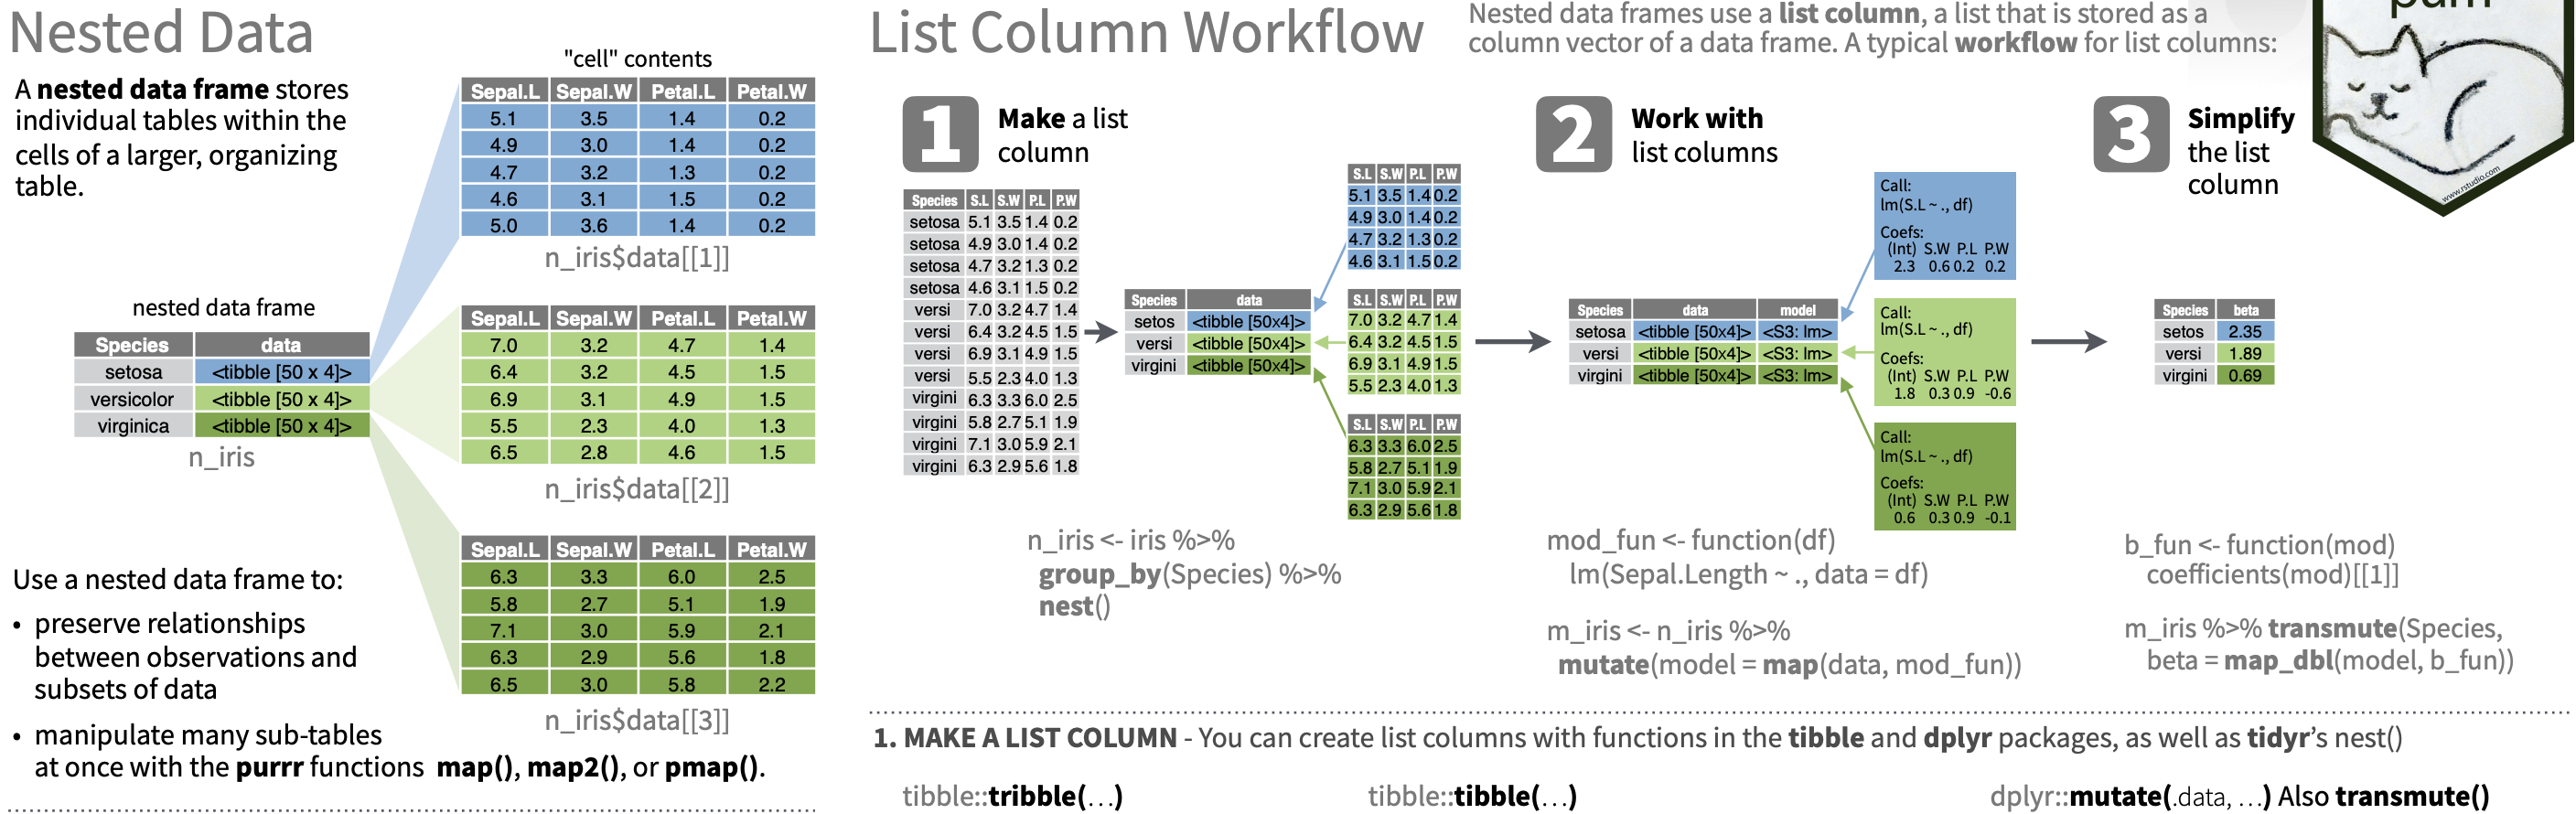 Nested Data
A nested data frame stores
individual tables within the
cells of a larger, organizing
table.
"cell" contents
Sepal.L Sepal.W Petal.L Petal.W
5.1 3.5 1.4 0.2
4.9 3.0 1.4 0.2
4.7 3.2 1.3 0.2
4.6 3.1 1.5 0.2
5.0 3.6 1.4 0.2
n_iris$data[[1]]
nested data frame
Species data
setosa <tibble [50 x 4]>
versicolor <tibble [50 x 4]>
virginica <tibble [50 x 4]>
n_iris
Sepal.L Sepal.W Petal.L Petal.W
7.0 3.2 4.7 1.4
6.4 3.2 4.5 1.5
6.9 3.1 4.9 1.5
5.5 2.3 4.0 1.3
6.5 2.8 4.6 1.5
n_iris$data[[2]]
Sepal.L Sepal.W Petal.L Petal.W
6.3 3.3 6.0 2.5
5.8 2.7 5.1 1.9
7.1 3.0 5.9 2.1
6.3 2.9 5.6 1.8
6.5 3.0 5.8 2.2
n_iris$data[[3]]
Use a nested data frame to:
• preserve relationships
between observations and
subsets of data
• manipulate many sub-tables
at once with the purrr functions map(), map2(), or pmap().
List Column Workflow
Nested data frames use a list column, a list that is stored as a
column vector of a data frame. A typical workflow for list columns:
1 Make a list
column
Species S.L S.W P.L P.W
setosa 5.1 3.5 1.4 0.2
setosa 4.9 3.0 1.4 0.2
setosa 4.7 3.2 1.3 0.2
setosa 4.6 3.1 1.5 0.2
versi 7.0 3.2 4.7 1.4
versi 6.4 3.2 4.5 1.5
versi 6.9 3.1 4.9 1.5
versi 5.5 2.3 4.0 1.3
virgini 6.3 3.3 6.0 2.5
virgini 5.8 2.7 5.1 1.9
virgini 7.1 3.0 5.9 2.1
virgini 6.3 2.9 5.6 1.8
Species data
setos <tibble [50x4]>
versi <tibble [50x4]>
virgini <tibble [50x4]>
S.L S.W P.L P.W
5.1 3.5 1.4 0.2
4.9 3.0 1.4 0.2
4.7 3.2 1.3 0.2
4.6 3.1 1.5 0.2
S.L S.W P.L P.W
7.0 3.2 4.7 1.4
6.4 3.2 4.5 1.5
6.9 3.1 4.9 1.5
5.5 2.3 4.0 1.3
S.L S.W P.L P.W
6.3 3.3 6.0 2.5
5.8 2.7 5.1 1.9
7.1 3.0 5.9 2.1
6.3 2.9 5.6 1.8
n_iris <- iris %>%
group_by(Species) %>%
nest()
2 Work with
list columns
Species data model
setosa <tibble [50x4]> <S3: lm>
versi <tibble [50x4]> <S3: lm>
virgini <tibble [50x4]> <S3: lm>
Call:
lm(S.L ~ ., df)
Coefs:
(Int) S.W P.L P.W
2.3 0.6 0.2 0.2
Call:
lm(S.L ~ ., df)
Coefs:
(Int) S.W P.L P.W
1.8 0.3 0.9 -0.6
Call:
lm(S.L ~ ., df)
Coefs:
(Int) S.W P.L P.W
0.6 0.3 0.9 -0.1
mod_fun <- function(df)
lm(Sepal.Length ~ ., data = df)
m_iris <- n_iris %>%
mutate(model = map(data, mod_fun))
3 Simplify
the list
column
Species beta
setos 2.35
versi 1.89
virgini 0.69
b_fun <- function(mod)
coefficients(mod)[[1]]
m_iris %>% transmute(Species,
beta = map_dbl(model, b_fun))
www.rstudio.com
1. MAKE A LIST COLUMN - You can create list columns with functions in the tibble and dplyr packages, as well as tidyr’s nest()
tibble::tribble(…)
tibble::tibble(…)
dplyr::mutate(.data, …) Also transmute()